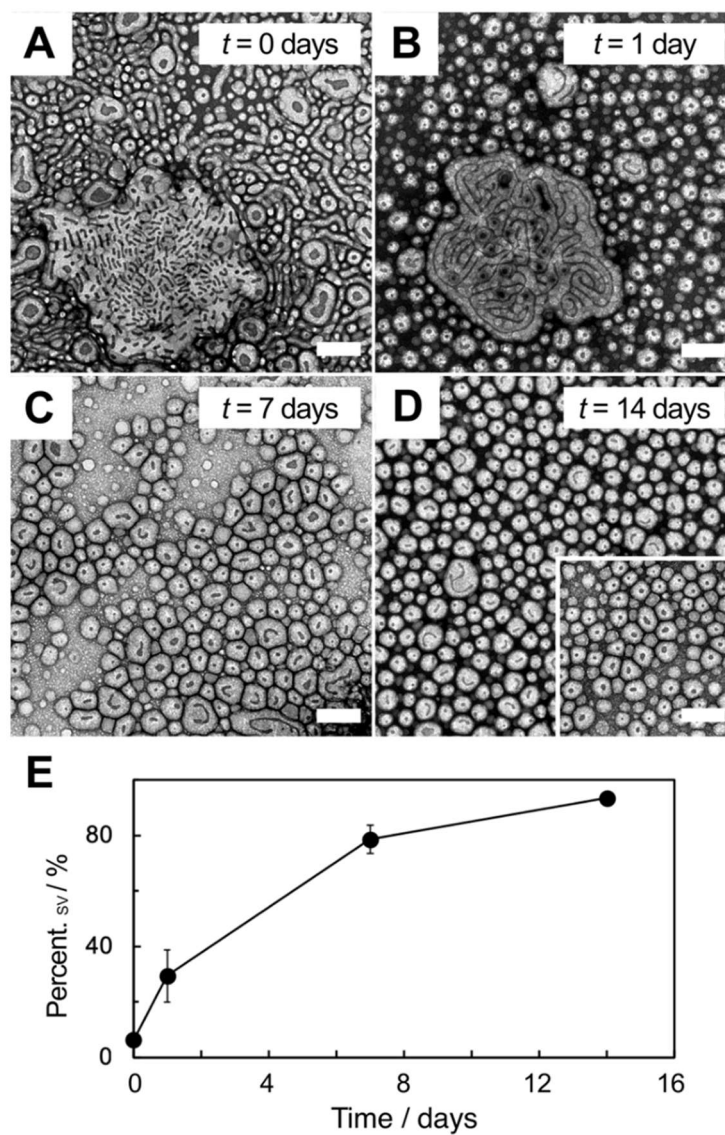 A t = 0 days
B t = 1 day
C t = 7 days
D t = 14 days
E
80
40
0
0 4 8 12 16
Percent. SV / %
Time / days